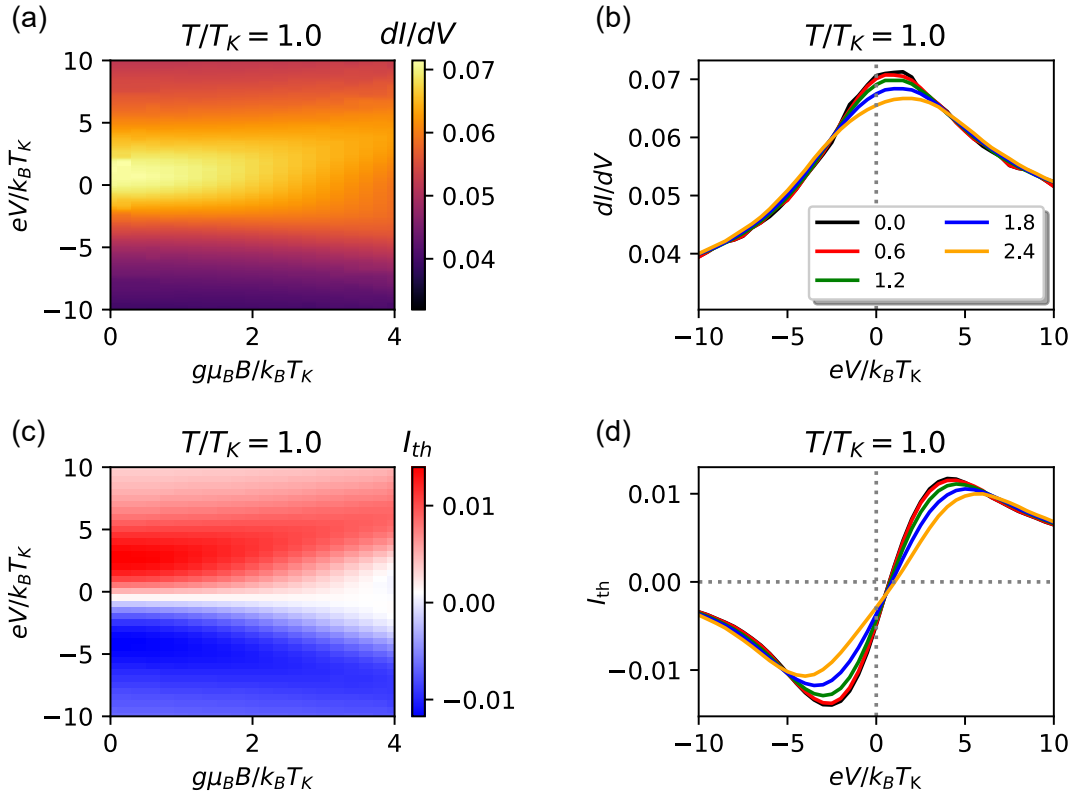 (a)
T/T_K = 1.0
dI/dV
10
5
0
−5
−10
eV/k_BT_K
0
2
4
gμ_BB/k_BT_K
0.07
0.06
0.05
0.04
(b)
T/T_K = 1.0
0.07
0.06
0.05
0.04
dI/dV
0.0
0.6
1.2
1.8
2.4
−10
−5
0
5
10
eV/k_BT_K
(c)
T/T_K = 1.0
I_th
10
5
0
−5
−10
eV/k_BT_K
0
2
4
gμ_BB/k_BT_K
0.01
0.00
−0.01
(d)
T/T_K = 1.0
0.01
0.00
−0.01
I_th
−10
−5
0
5
10
eV/k_BT_K